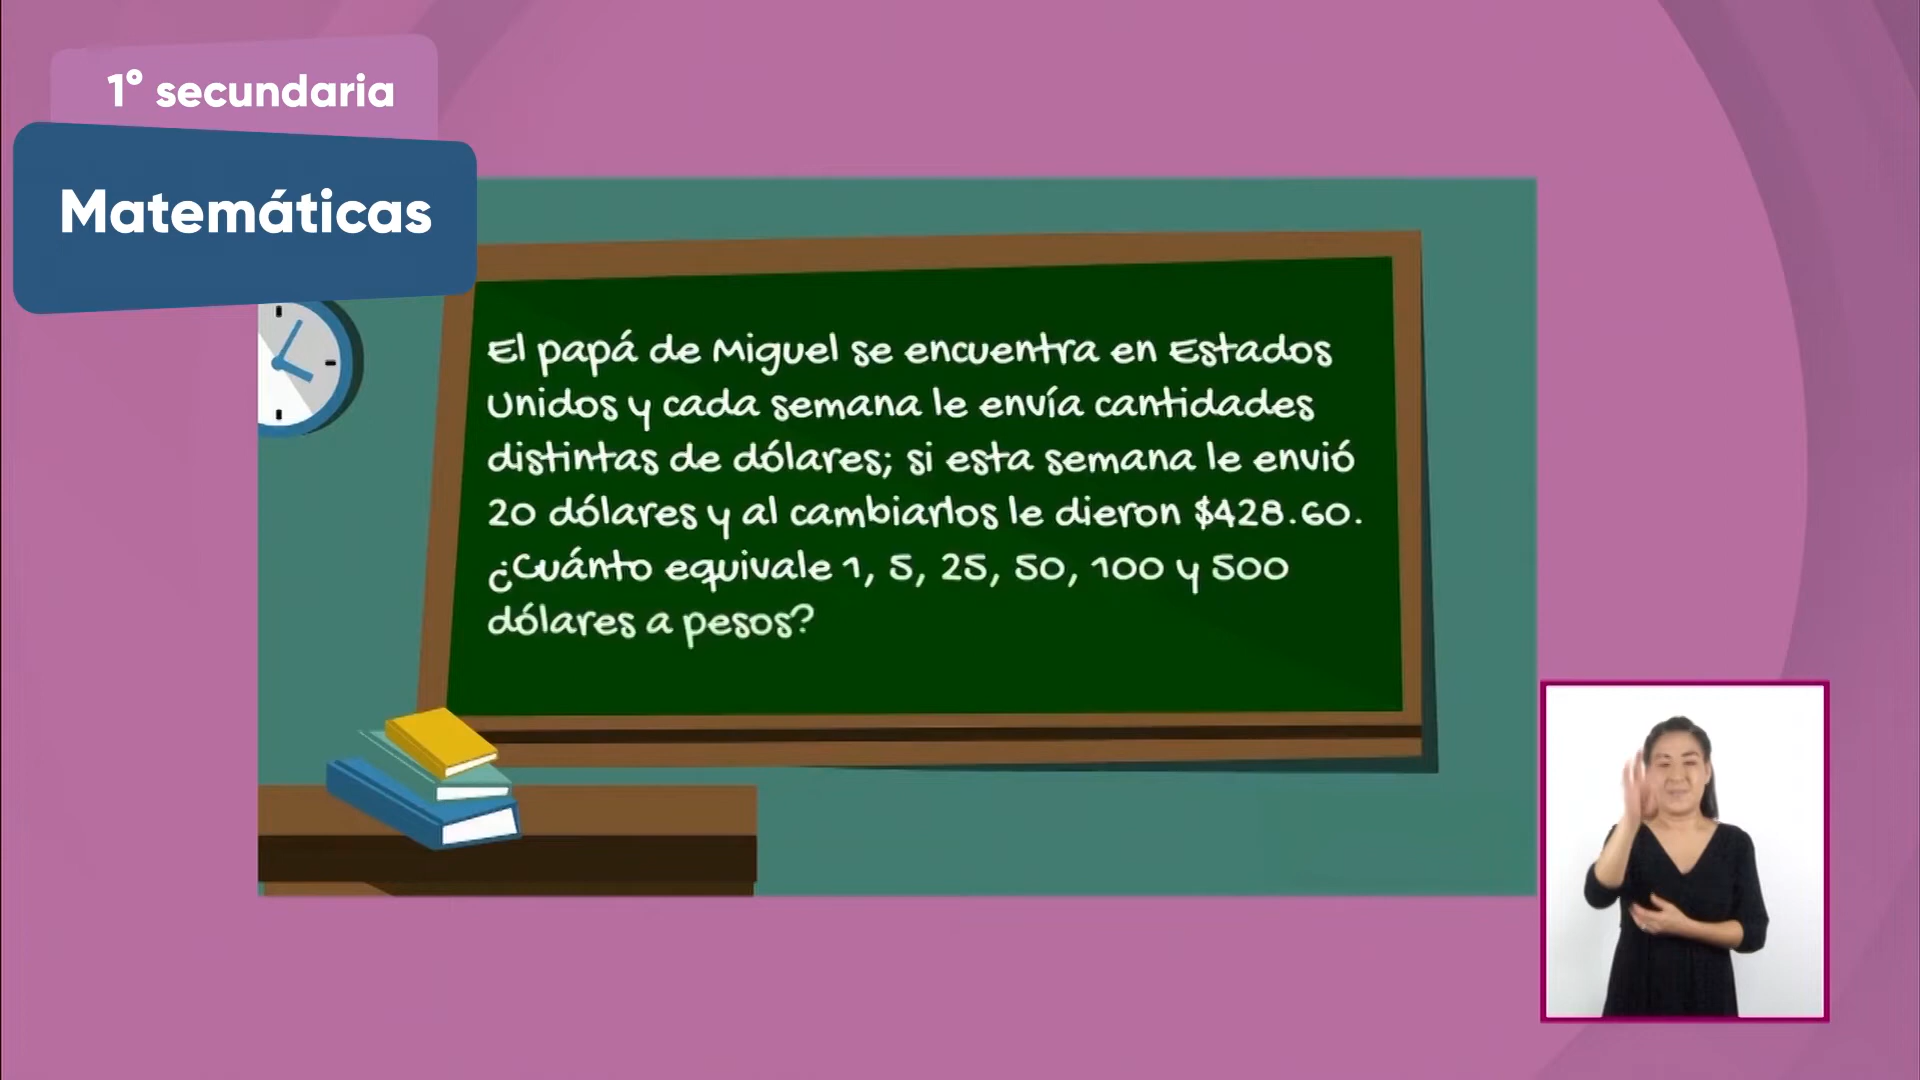 1° secundaria
Matemáticas
El papá de Miguel se encuentra en Estados
Unidos y cada semana le envía cantidades
distintas de dólares; si esta semana le envió
20 dólares y al cambiarlos le dieron $428.60.
¿Cuánto equivale 1, 5, 25, 50, 100 y 500
dólares a pesos?